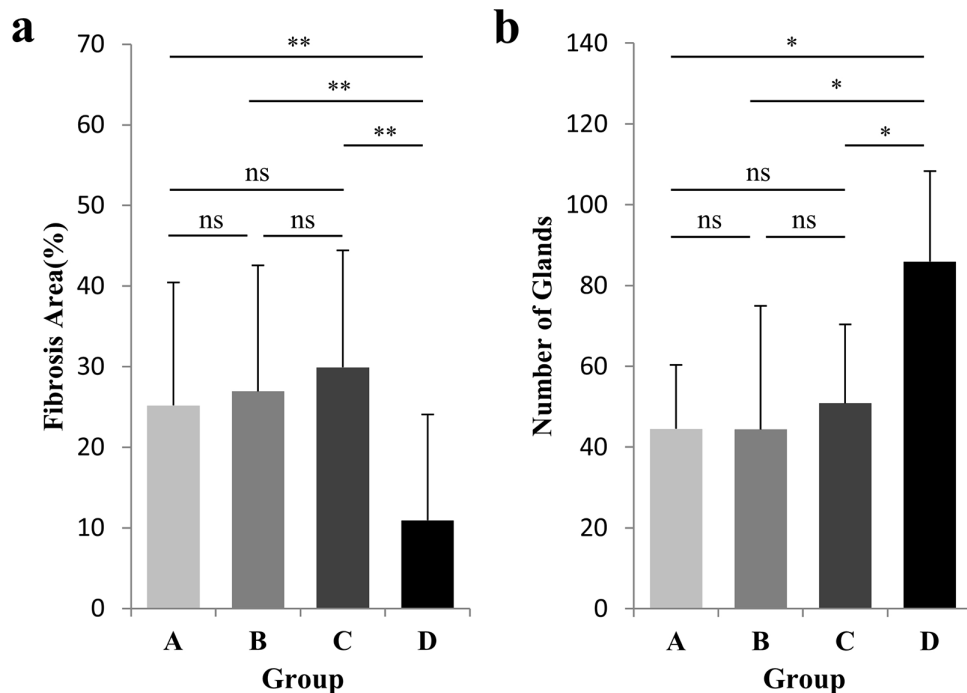 a
70
60
50
40
30
20
10
0
Fibrosis Area(%)
**
**
**
ns
ns
ns
A
B
C
D
Group
b
140
120
100
80
60
40
20
0
Number of Glands
*
*
*
ns
ns
ns
A
B
C
D
Group